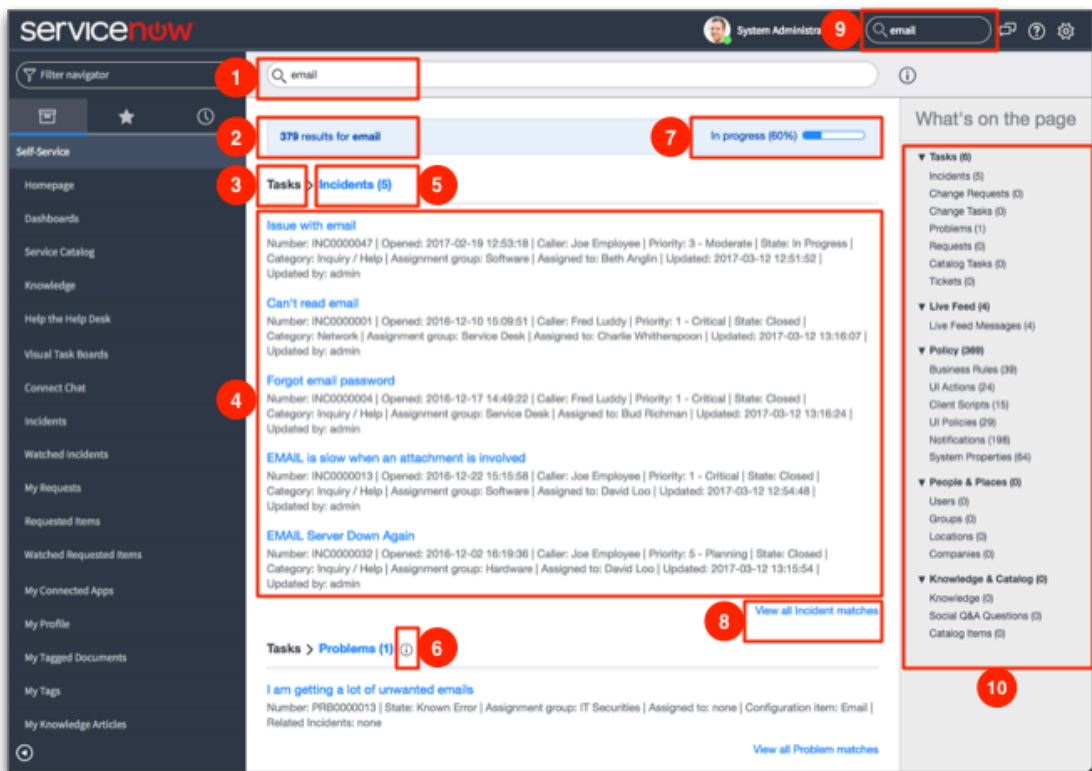 servicenow
System Administra
9
email
Filter navigator
1
email
Self-Service
Homepage
Dashboards
Service Catalog
Knowledge
Help the Help Desk
Visual Task Boards
Connect Chat
Incidents
Watched Incidents
My Requests
Requested Items
Watched Requested Items
My Connected Apps
My Profile
My Tagged Documents
My Tags
My Knowledge Articles
2
379 results for email
7
In progress (60%)
3
Tasks > Incidents (5)
5
4
Issue with email
Number: INC0000047 | Opened: 2017-02-19 12:53:18 | Caller: Joe Employee | Priority: 3 - Moderate | State: In Progress |
Category: Inquiry / Help | Assignment group: Software | Assigned to: Beth Anglin | Updated: 2017-03-12 12:51:52 |
Updated by: admin
Can't read email
Number: INC0000001 | Opened: 2016-12-10 15:09:51 | Caller: Fred Luddy | Priority: 1 - Critical | State: Closed |
Category: Network | Assignment group: Service Desk | Assigned to: Charlie Whitherspoon | Updated: 2017-03-12 13:16:07 |
Updated by: admin
Forgot email password
Number: INC0000004 | Opened: 2016-12-17 14:49:22 | Caller: Fred Luddy | Priority: 1 - Critical | State: Closed |
Category: Inquiry / Help | Assignment group: Service Desk | Assigned to: Bud Richman | Updated: 2017-03-12 13:16:24 |
Updated by: admin
EMAIL is slow when an attachment is involved
Number: INC0000013 | Opened: 2016-12-22 15:15:58 | Caller: Joe Employee | Priority: 1 - Critical | State: Closed |
Category: Inquiry / Help | Assignment group: Software | Assigned to: David Loo | Updated: 2017-03-12 12:54:48 |
Updated by: admin
EMAIL Server Down Again
Number: INC0000032 | Opened: 2016-12-02 16:19:36 | Caller: Joe Employee | Priority: 5 - Planning | State: Closed |
Category: Inquiry / Help | Assignment group: Hardware | Assigned to: David Loo | Updated: 2017-03-12 13:15:54 |
Updated by: admin
8
View all Incident matches
Tasks > Problems (1)
6
I am getting a lot of unwanted emails
Number: PRB0000013 | State: Known Error | Assignment group: IT Securities | Assigned to: none | Configuration item: Email |
Related Incidents: none
View all Problem matches
What's on the page
Tasks (6)
Incidents (5)
Change Requests (0)
Change Tasks (0)
Problems (1)
Requests (0)
Catalog Tasks (0)
Tickets (0)
Live Feed (4)
Live Feed Messages (4)
Policy (369)
Business Rules (39)
UI Actions (24)
Client Scripts (15)
UI Policies (29)
Notifications (198)
System Properties (64)
People & Places (0)
Users (0)
Groups (0)
Locations (0)
Companies (0)
Knowledge & Catalog (0)
Knowledge (0)
Social Q&A Questions (0)
Catalog Items (0)
10